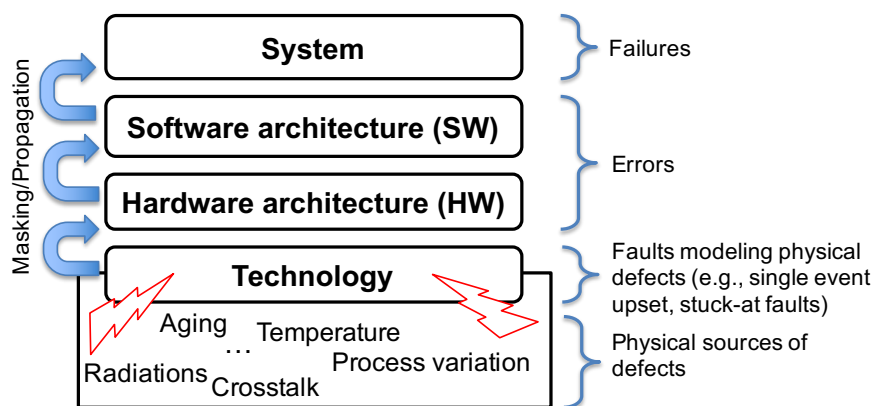 System
Failures
Software architecture (SW)
Errors
Hardware architecture (HW)
Masking/Propagation
Technology
Faults modeling physical
defects (e.g., single event
upset, stuck-at faults)
Aging
Temperature
...
Process variation
Radiations
Crosstalk
Physical sources of
defects